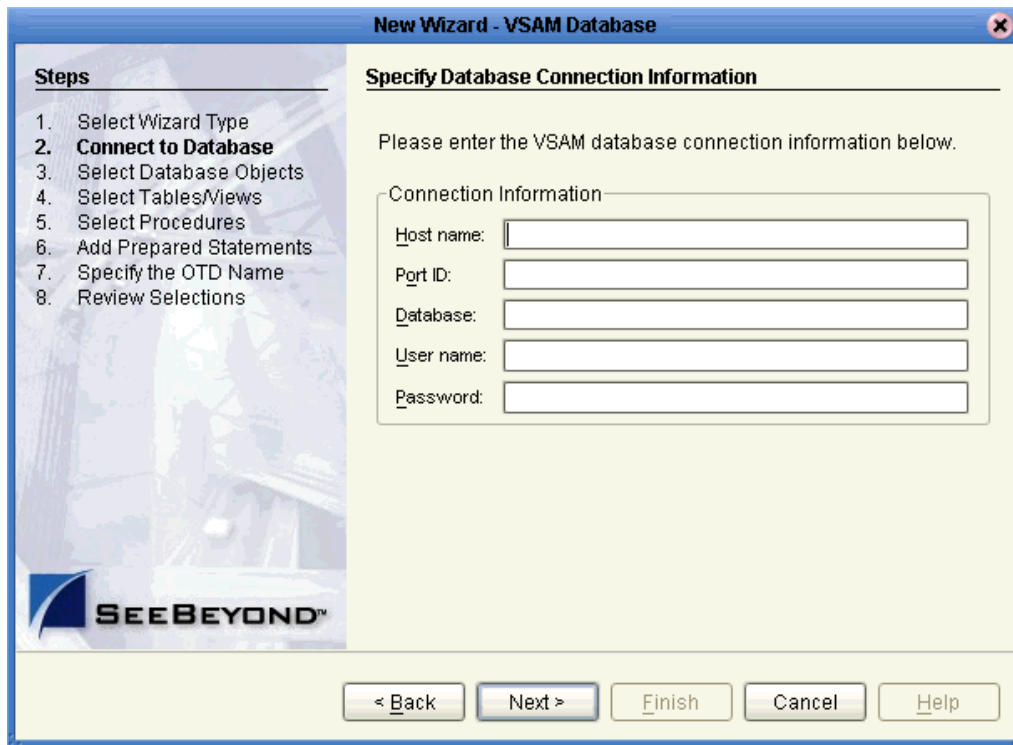 New Wizard - VSAM Database
Steps
1. Select Wizard Type
2. Connect to Database
3. Select Database Objects
4. Select Tables/Views
5. Select Procedures
6. Add Prepared Statements
7. Specify the OTD Name
8. Review Selections
SEEBEYOND™
Specify Database Connection Information
Please enter the VSAM database connection information below.
Connection Information
Host name:
Port ID:
Database:
User name:
Password:
< Back Next > Finish Cancel Help